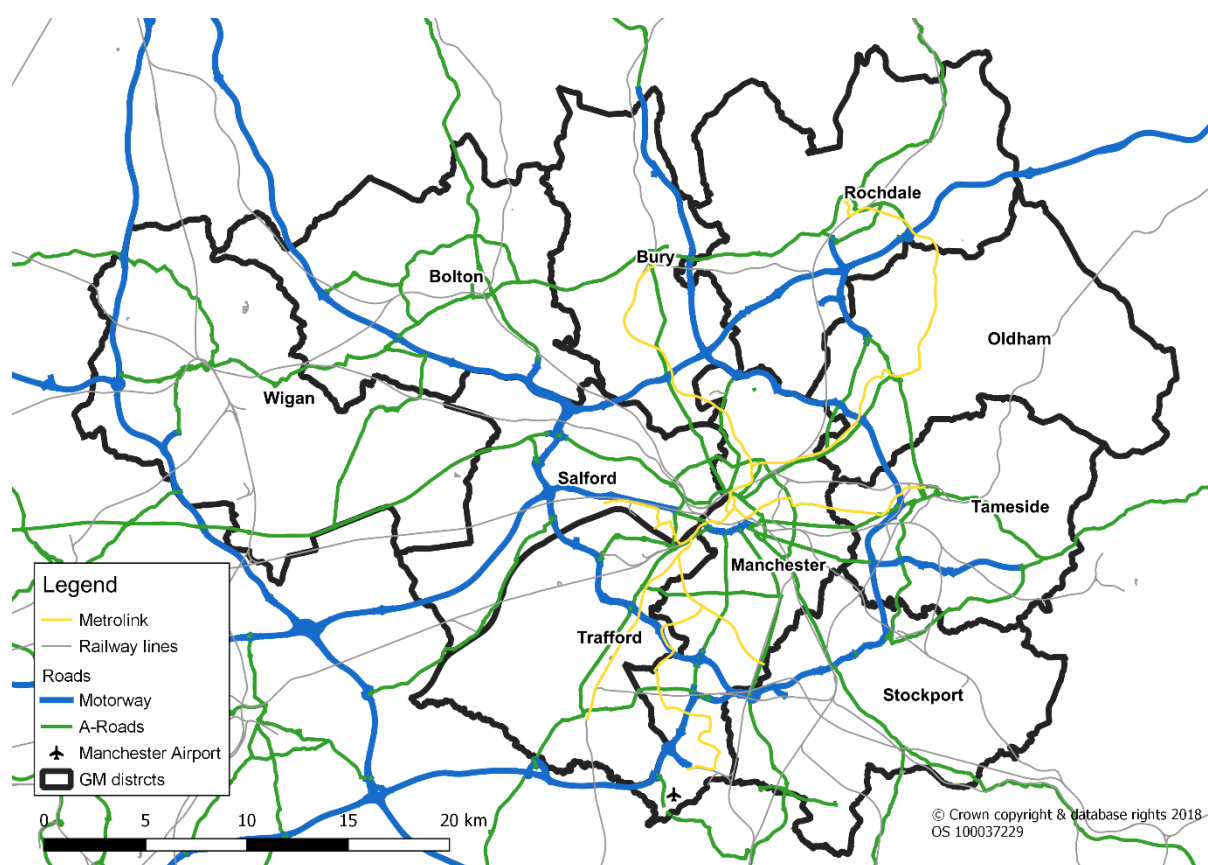 Rochdale
Bury
Bolton
Oldham
Wigan
Salford
Tameside
Manchester
Trafford
Stockport
Legend
Metrolink
Railway lines
Roads
Motorway
A-Roads
Manchester Airport
GM distrcts
0 5 10 15 20 km
© Crown copyright & database rights 2018
OS 100037229